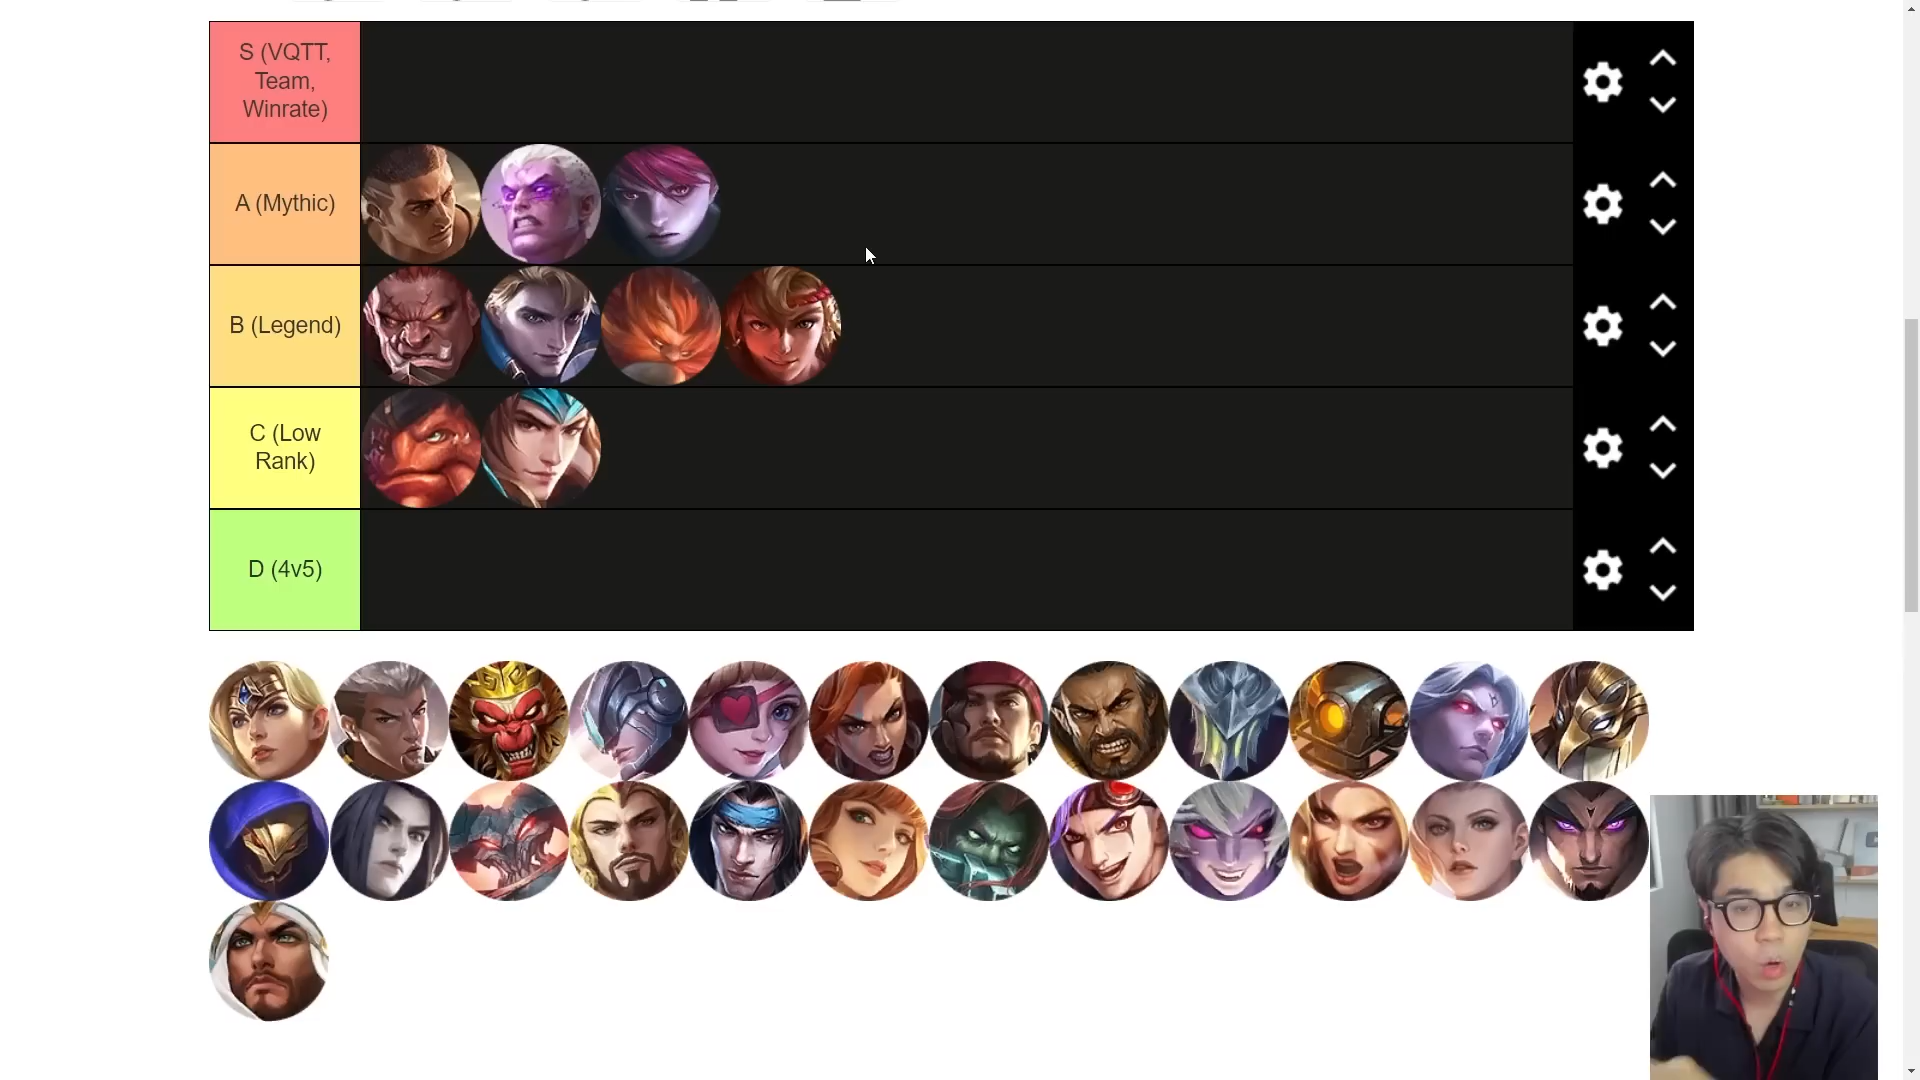 S (VQTT,
Team,
Winrate)
A (Mythic)
B (Legend)
C (Low
Rank)
D (4v5)